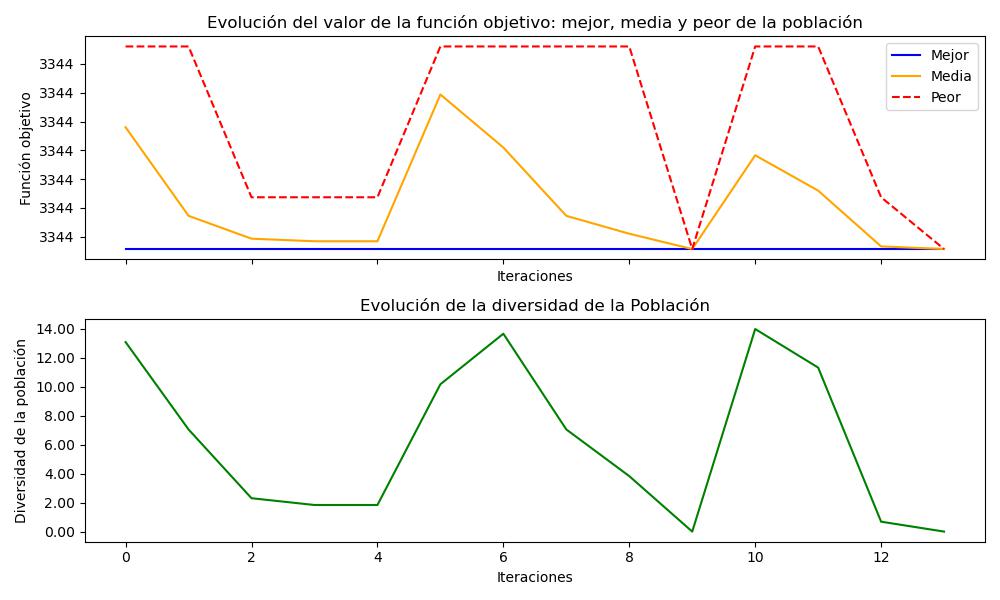 Evolución del valor de la función objetivo: mejor, media y peor de la población
Función objetivo
3344
3344
3344
3344
3344
3344
3344
Mejor
Media
Peor
Iteraciones
Evolución de la diversidad de la Población
Diversidad de la población
14.00
12.00
10.00
8.00
6.00
4.00
2.00
0.00
0 2 4 6 8 10 12
Iteraciones